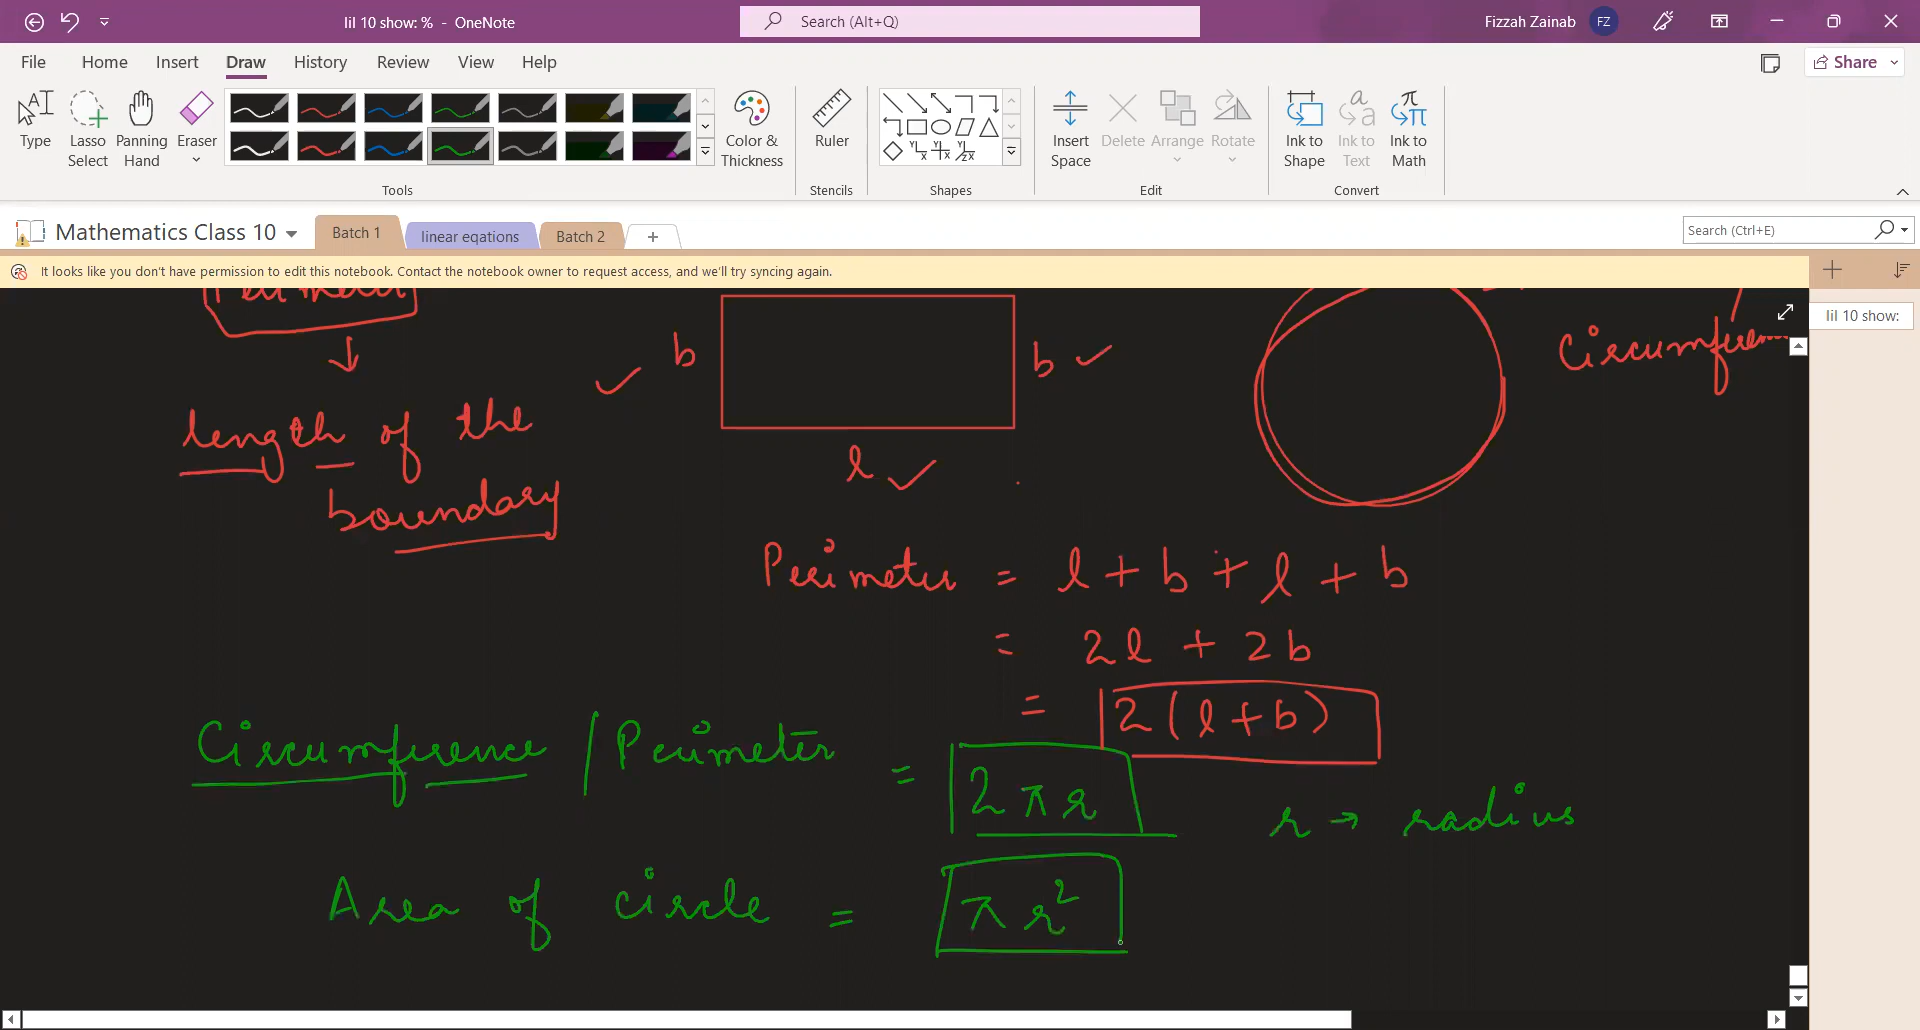 lil 10 show: % - OneNote
Search (Alt+Q)
Fizzah Zainab
FZ
File Home Insert Draw History Review View Help
Share
Type
Lasso Select
Panning Hand
Eraser
Color & Thickness
Ruler
Insert Space
Delete
Arrange
Rotate
Ink to Shape
Ink to Text
Ink to Math
Tools
Stencils
Shapes
Edit
Convert
Mathematics Class 10
Batch 1
linear eqations
Batch 2
Search (Ctrl+E)
It looks like you don't have permission to edit this notebook. Contact the notebook owner to request access, and we'll try syncing again.
lil 10 show:
Perimeter
b
b ✓
Circumference
length of the
boundary
l ✓
Perimeter = l + b + l + b
= 2l + 2b
= 2(l+b)
Circumference / Perimeter = 2πr
r → radius
Area of circle = πr²